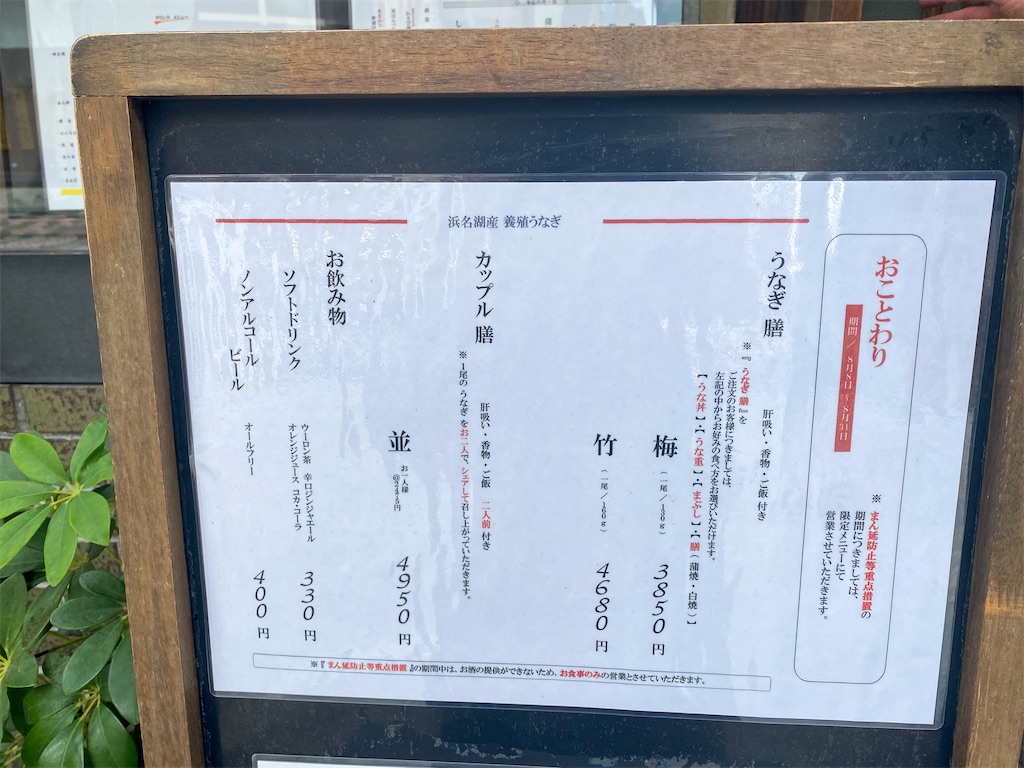 浜名湖産 養殖うなぎ
おことわり
期間／8月8日～8月31日
※ まん延防止等重点措置の
期間につきましては、
限定メニューにて
営業させていただきます。
うなぎ 膳
肝吸い・香物・ご飯 付き
※『うなぎ 膳』を
ご注文のお客様につきましては、
左記の中からお好みの食べ方をお選びいただけます。
【うな丼】・【うな重】・【まぶし】・【膳(蒲焼・白焼)】
梅 (一尾／130g) 3850円
竹 (一尾／160g) 4680円
カップル 膳
肝吸い・香物・ご飯 二人前 付き
※ 1尾の うなぎ をお二人で、シェアして召し上がっていただきます。
並 お一人様 @2475円 4950円
お飲み物
ソフトドリンク
ウーロン茶 辛口ジンジャエール
オレンジジュース コカ・コーラ
330円
ノンアルコール
ビール
オールフリー
400円
※『まん延防止等重点措置』の期間中は、お酒の提供ができないため、お食事のみの営業とさせていただきます。